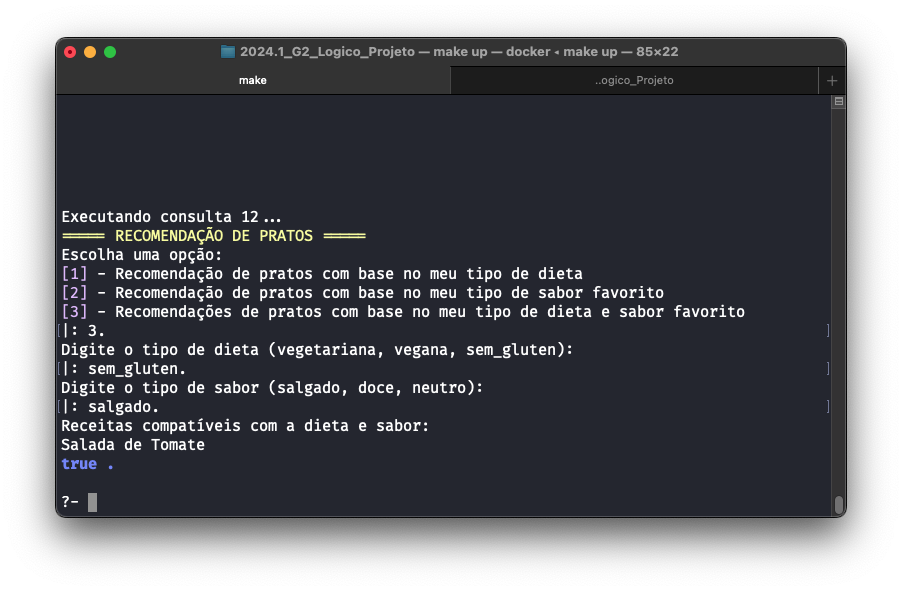 2024.1_G2_Logico_Projeto — make up — docker ◂ make up — 85×22
make
..ogico_Projeto
+
Executando consulta 12...
===== RECOMENDAÇÃO DE PRATOS =====
Escolha uma opção:
[1] - Recomendação de pratos com base no meu tipo de dieta
[2] - Recomendação de pratos com base no meu tipo de sabor favorito
[3] - Recomendações de pratos com base no meu tipo de dieta e sabor favorito
|: 3.
Digite o tipo de dieta (vegetariana, vegana, sem_gluten):
|: sem_gluten.
Digite o tipo de sabor (salgado, doce, neutro):
|: salgado.
Receitas compatíveis com a dieta e sabor:
Salada de Tomate
true .
?-